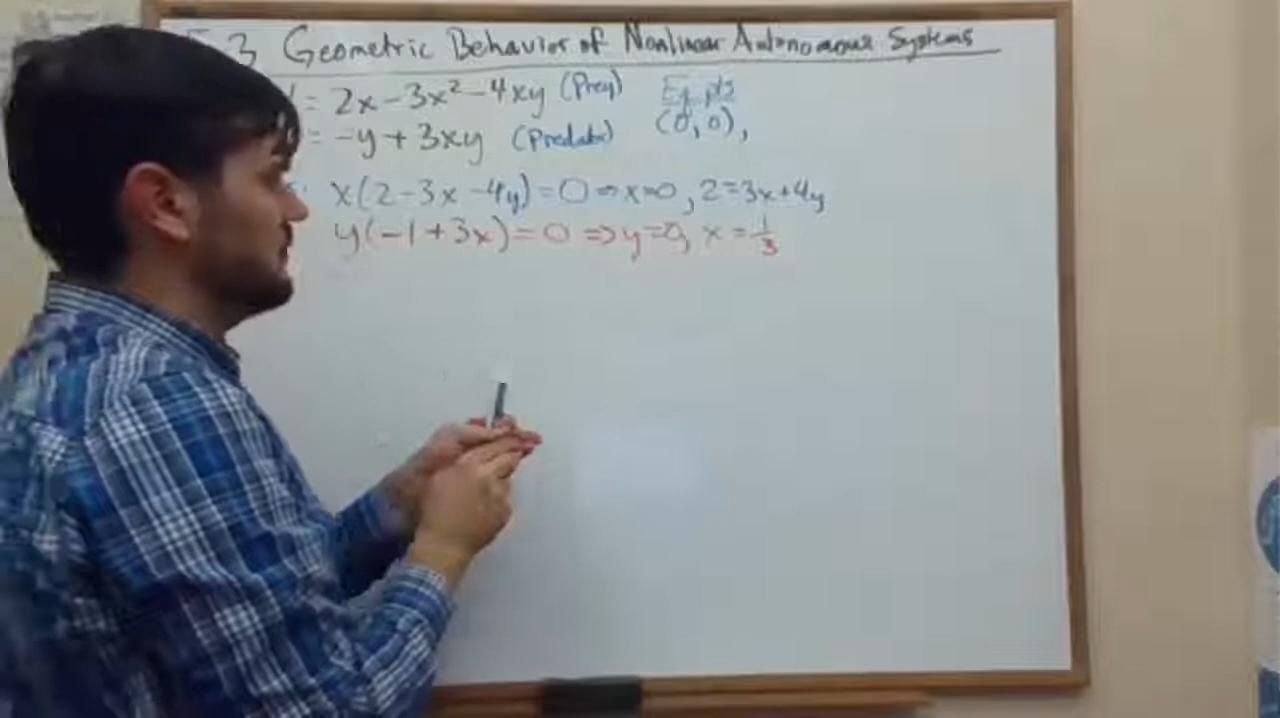 3 Geometric Behavior of Nonlinear Autonomous Systems
= 2x - 3x² - 4xy (Prey) Eq. pts
= -y + 3xy (Predator) (0,0),
x(2-3x-4y)=0 ⇒ x=0, 2=3x+4y
y(-1+3x)=0 ⇒ y=0, x=1/3